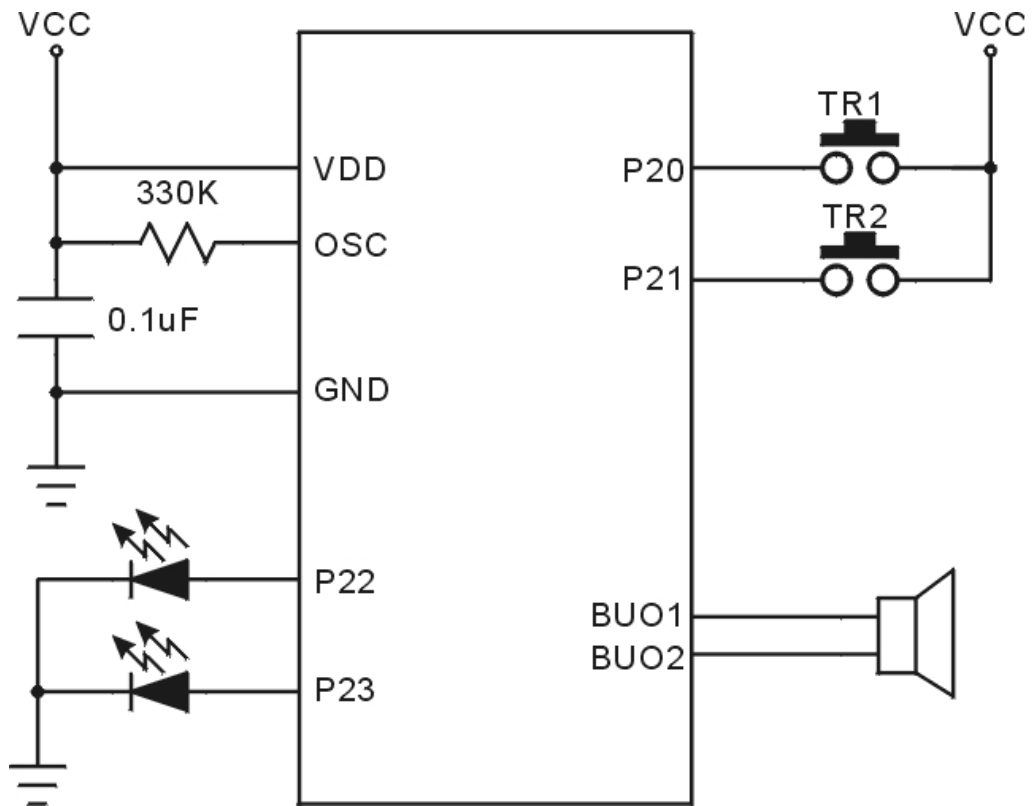 VCC
VCC
TR1
VDD
P20
330K
TR2
OSC
P21
0.1uF
GND
P22
BUO1
BUO2
P23